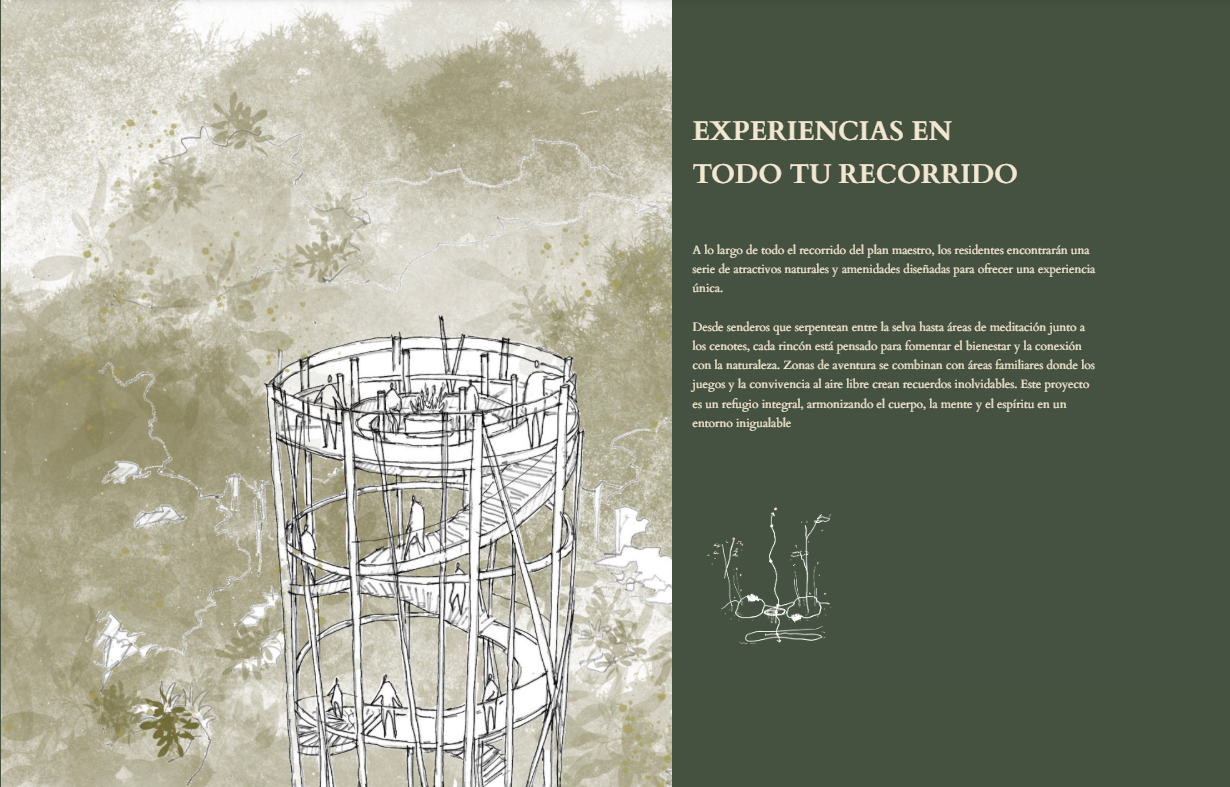 EXPERIENCIAS EN
TODO TU RECORRIDO
A lo largo de todo el recorrido del plan maestro, los residentes encontrarán una
serie de atractivos naturales y amenidades diseñadas para ofrecer una experiencia
única.
Desde senderos que serpentean entre la selva hasta áreas de meditación junto a
los cenotes, cada rincón está pensado para fomentar el bienestar y la conexión
con la naturaleza. Zonas de aventura se combinan con áreas familiares donde los
juegos y la convivencia al aire libre crean recuerdos inolvidables. Este proyecto
es un refugio integral, armonizando el cuerpo, la mente y el espíritu en un
entorno inigualable